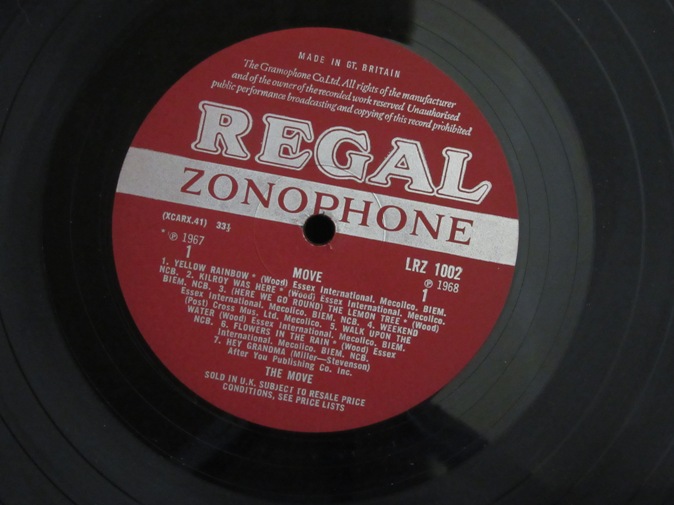 MADE IN GT. BRITAIN
The Gramophone Co.Ltd. All rights of the manufacturer
and of the owner of the recorded work reserved Unauthorised
public performance broadcasting and copying of this record prohibited
REGAL
ZONOPHONE
(XCARX.41) 33⅓
LRZ 1002
* ℗ 1967
℗ 1968
1
MOVE
1
1. YELLOW RAINBOW * (Wood) Essex International, Mecolico. BIEM.
NCB. 2. KILROY WAS HERE * (Wood) Essex International, Mecolico.
BIEM. NCB. 3. (HERE WE GO ROUND) THE LEMON TREE * (Wood)
Essex International, Mecolico. BIEM. NCB. 4. WEEKEND
(Post) Cross Mus. Ltd. Mecolico. 5. WALK UPON THE
WATER (Wood) Essex International, Mecolico. BIEM.
NCB. 6. FLOWERS IN THE RAIN * (Wood) Essex
International, Mecolico. BIEM. NCB.
7. HEY GRANDMA (Miller—Stevenson)
After You Publishing Co. Inc.
THE MOVE
SOLD IN U.K. SUBJECT TO RESALE PRICE
CONDITIONS, SEE PRICE LISTS